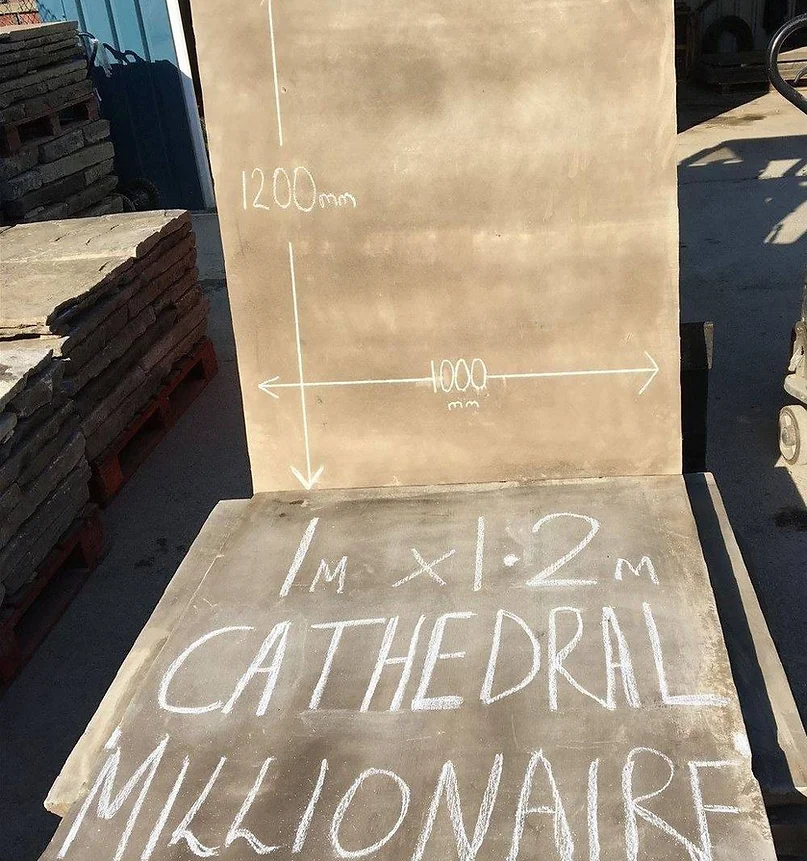 1200mm
1000
mm
1M X 1.2M
CATHEDRAL
MILLIONAIRE